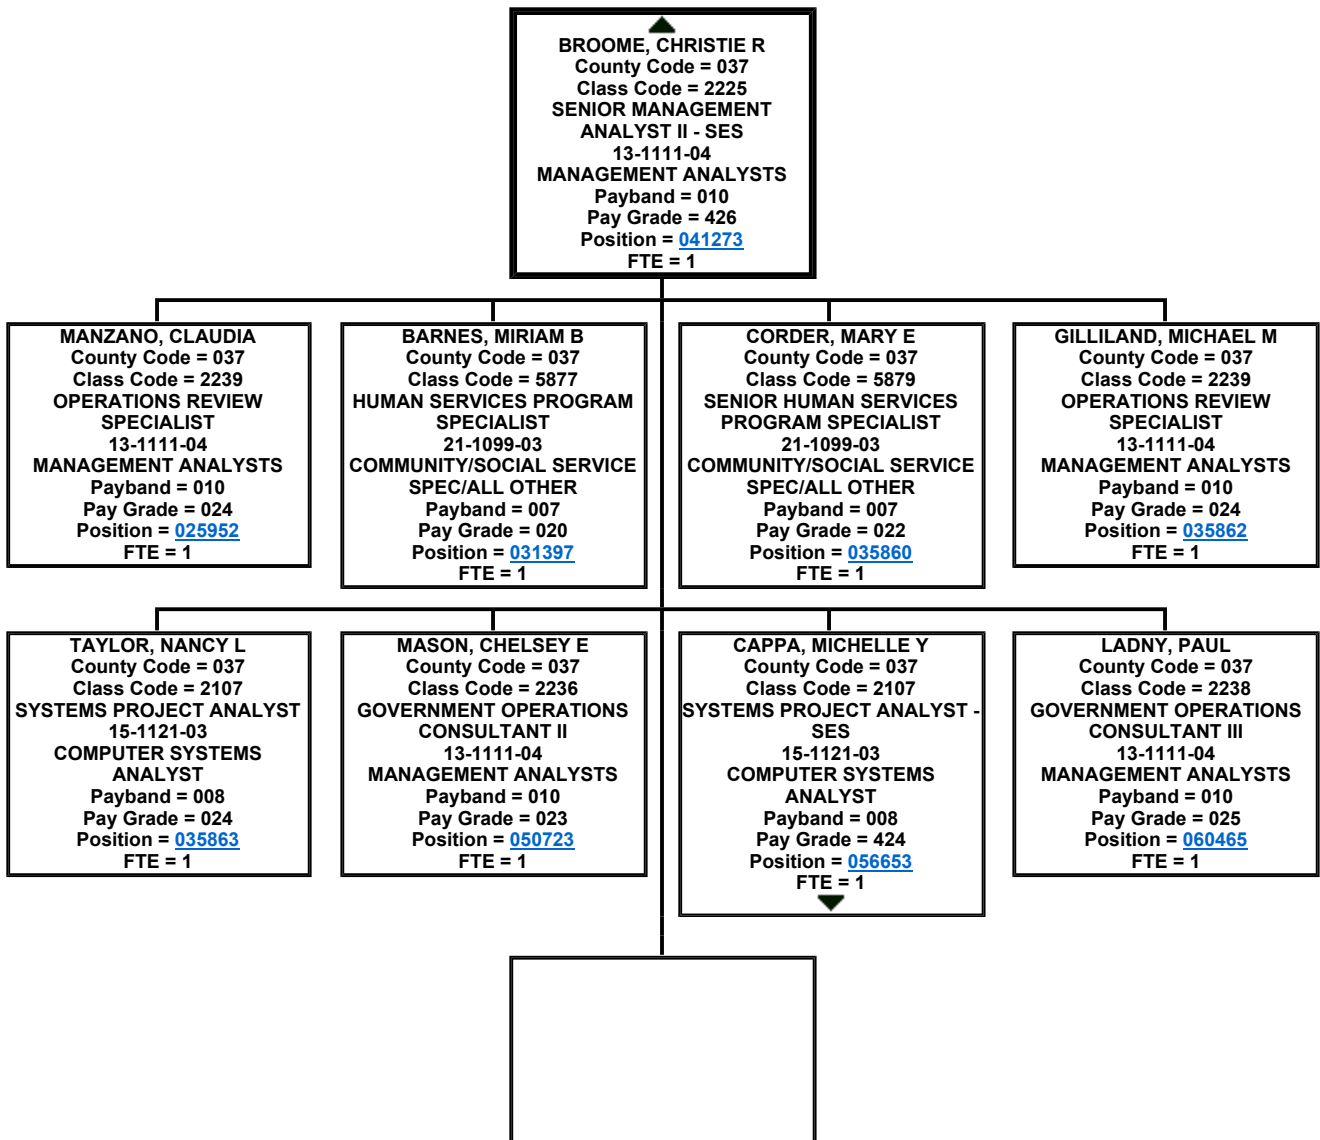 BROOME, CHRISTIE R
County Code = 037
Class Code = 2225
SENIOR MANAGEMENT
ANALYST II - SES
13-1111-04
MANAGEMENT ANALYSTS
Payband = 010
Pay Grade = 426
Position = 041273
FTE = 1
MANZANO, CLAUDIA
County Code = 037
Class Code = 2239
OPERATIONS REVIEW
SPECIALIST
13-1111-04
MANAGEMENT ANALYSTS
Payband = 010
Pay Grade = 024
Position = 025952
FTE = 1
BARNES, MIRIAM B
County Code = 037
Class Code = 5877
HUMAN SERVICES PROGRAM
SPECIALIST
21-1099-03
COMMUNITY/SOCIAL SERVICE
SPEC/ALL OTHER
Payband = 007
Pay Grade = 020
Position = 031397
FTE = 1
CORDER, MARY E
County Code = 037
Class Code = 5879
SENIOR HUMAN SERVICES
PROGRAM SPECIALIST
21-1099-03
COMMUNITY/SOCIAL SERVICE
SPEC/ALL OTHER
Payband = 007
Pay Grade = 022
Position = 035860
FTE = 1
GILLILAND, MICHAEL M
County Code = 037
Class Code = 2239
OPERATIONS REVIEW
SPECIALIST
13-1111-04
MANAGEMENT ANALYSTS
Payband = 010
Pay Grade = 024
Position = 035862
FTE = 1
TAYLOR, NANCY L
County Code = 037
Class Code = 2107
SYSTEMS PROJECT ANALYST
15-1121-03
COMPUTER SYSTEMS
ANALYST
Payband = 008
Pay Grade = 024
Position = 035863
FTE = 1
MASON, CHELSEY E
County Code = 037
Class Code = 2236
GOVERNMENT OPERATIONS
CONSULTANT II
13-1111-04
MANAGEMENT ANALYSTS
Payband = 010
Pay Grade = 023
Position = 050723
FTE = 1
CAPPA, MICHELLE Y
County Code = 037
Class Code = 2107
SYSTEMS PROJECT ANALYST -
SES
15-1121-03
COMPUTER SYSTEMS
ANALYST
Payband = 008
Pay Grade = 424
Position = 056653
FTE = 1
LADNY, PAUL
County Code = 037
Class Code = 2238
GOVERNMENT OPERATIONS
CONSULTANT III
13-1111-04
MANAGEMENT ANALYSTS
Payband = 010
Pay Grade = 025
Position = 060465
FTE = 1